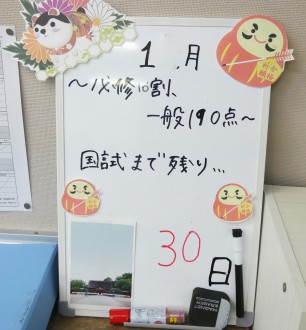 1月
～必修10割、
一般190点～
国試まで残り...
30日